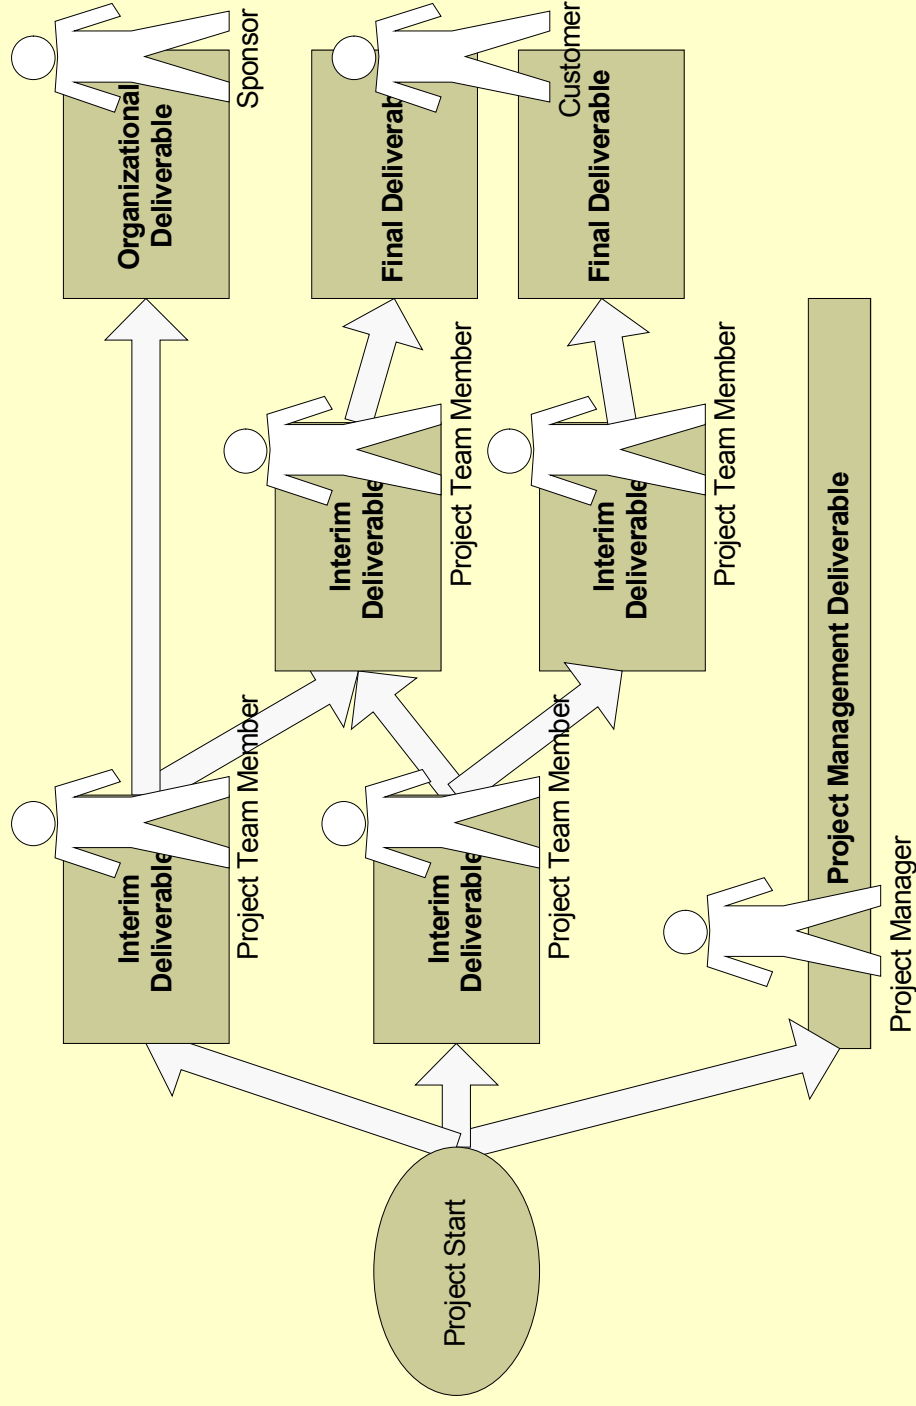 Project Start
Interim
Deliverable
Project Team Member
Interim
Deliverable
Project Team Member
Project Management Deliverable
Project Manager
Interim
Deliverable
Project Team Member
Interim
Deliverable
Project Team Member
Organizational
Deliverable
Sponsor
Final Deliverable
Customer
Final Deliverable